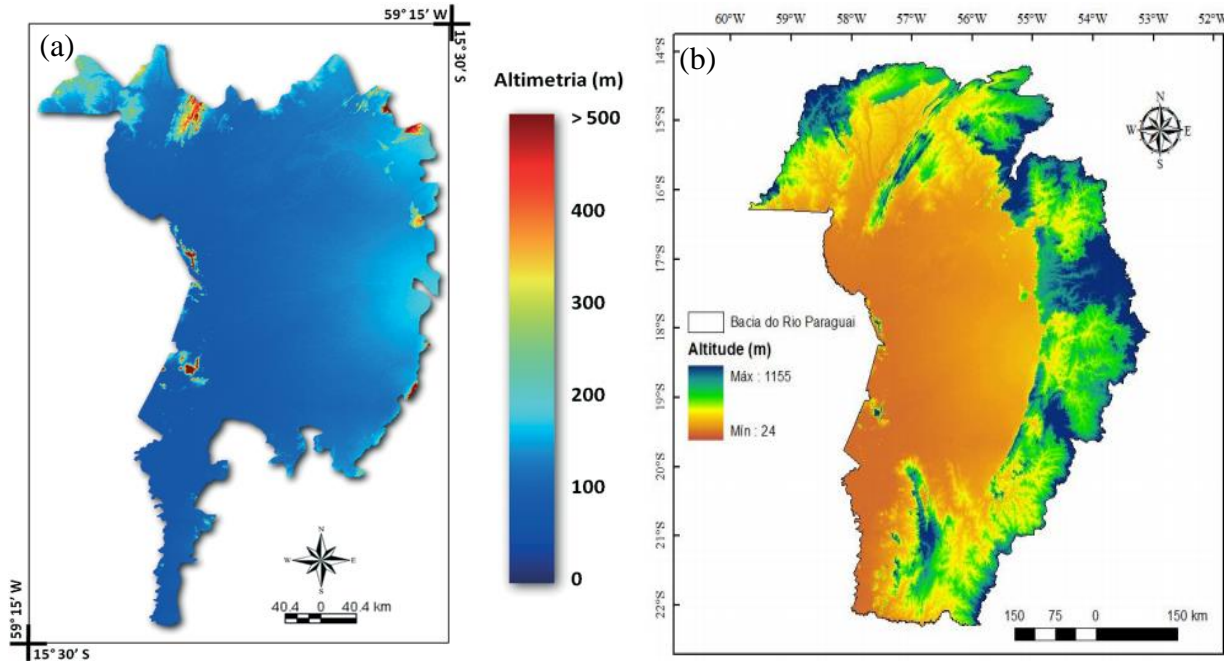 (a)
59° 15′ W
15° 30′ S
Altimetria (m)
> 500
400
300
200
100
0
N
W
E
S
40.4 0 40.4 km
59° 15′ W
15° 30′ S
(b)
60°W 59°W 58°W 57°W 56°W 55°W 54°W 53°W 52°W
14°S
15°S
16°S
17°S
18°S
19°S
20°S
21°S
22°S
N
W
E
S
Bacia do Rio Paraguai
Altitude (m)
Máx : 1155
Mín : 24
150 75 0 150 km